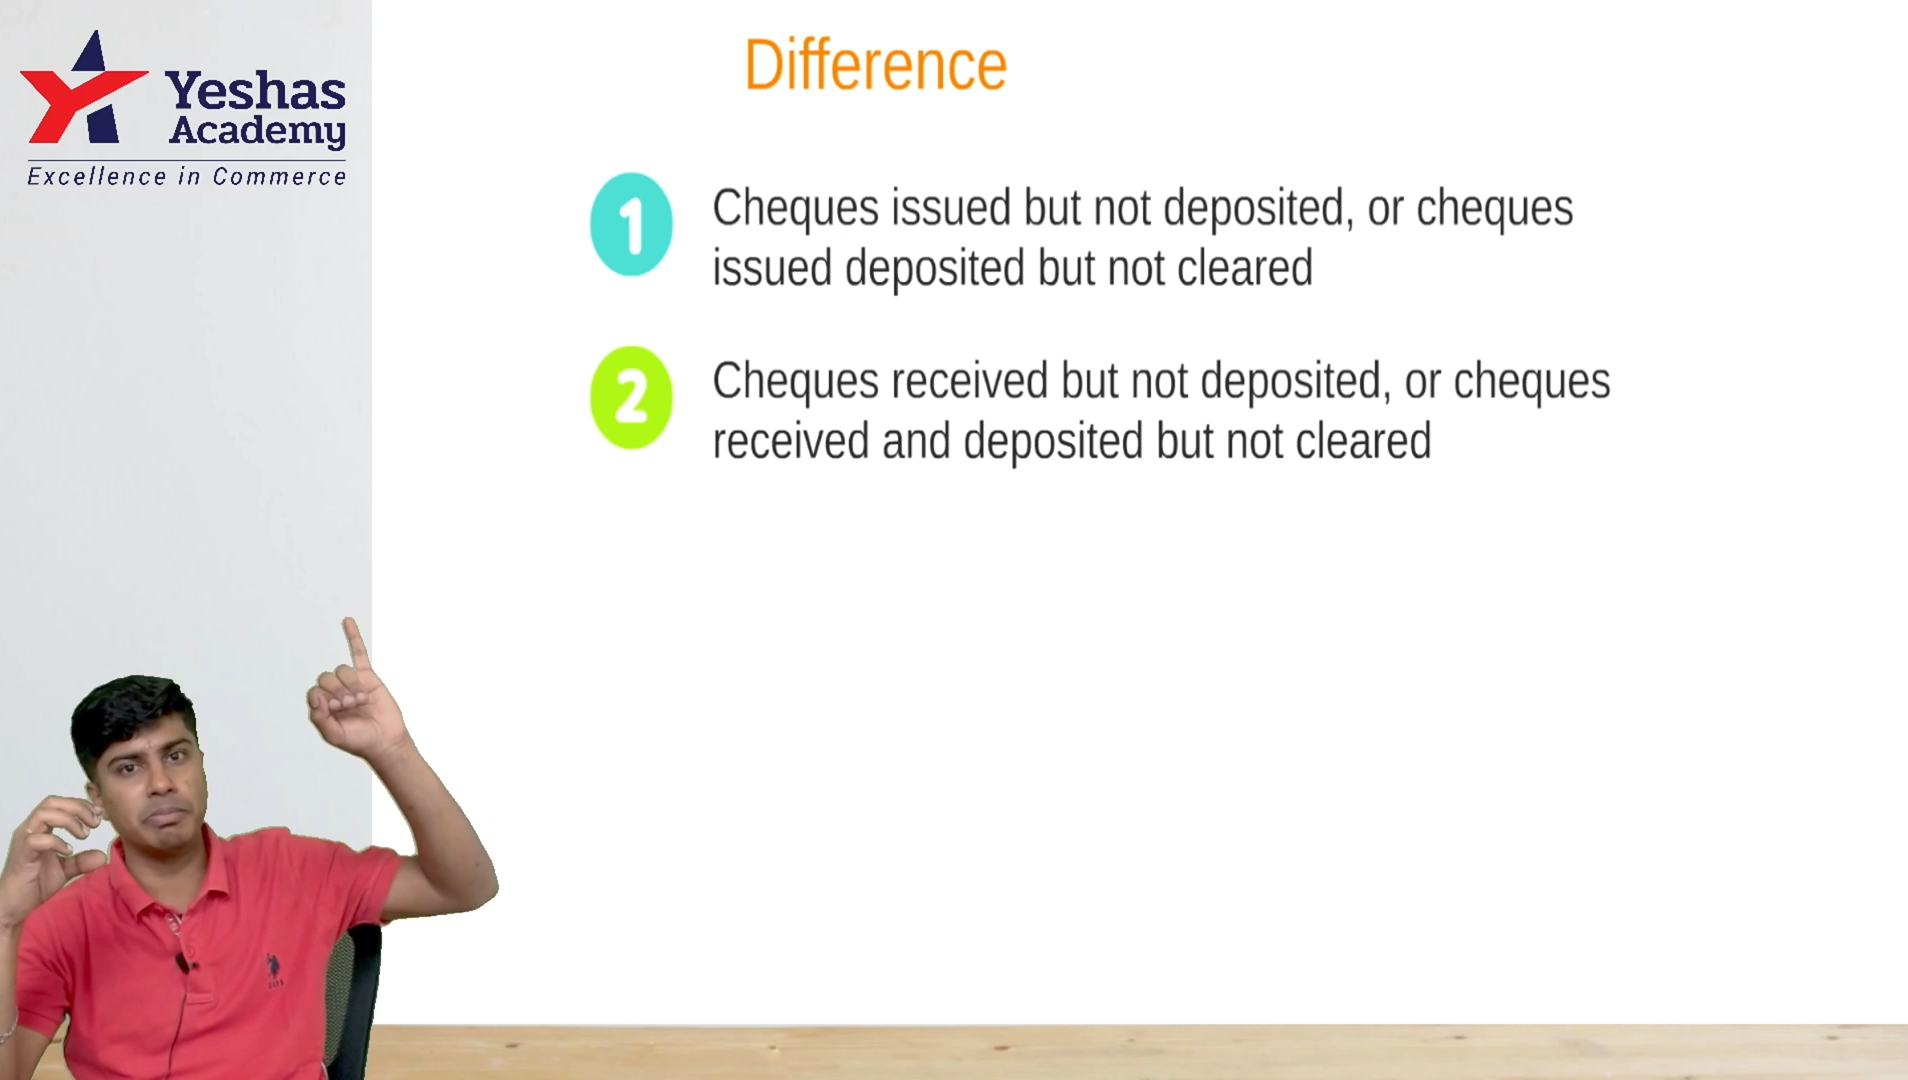 Yeshas
Academy
Excellence in Commerce
Difference
1
Cheques issued but not deposited, or cheques
issued deposited but not cleared
2
Cheques received but not deposited, or cheques
received and deposited but not cleared